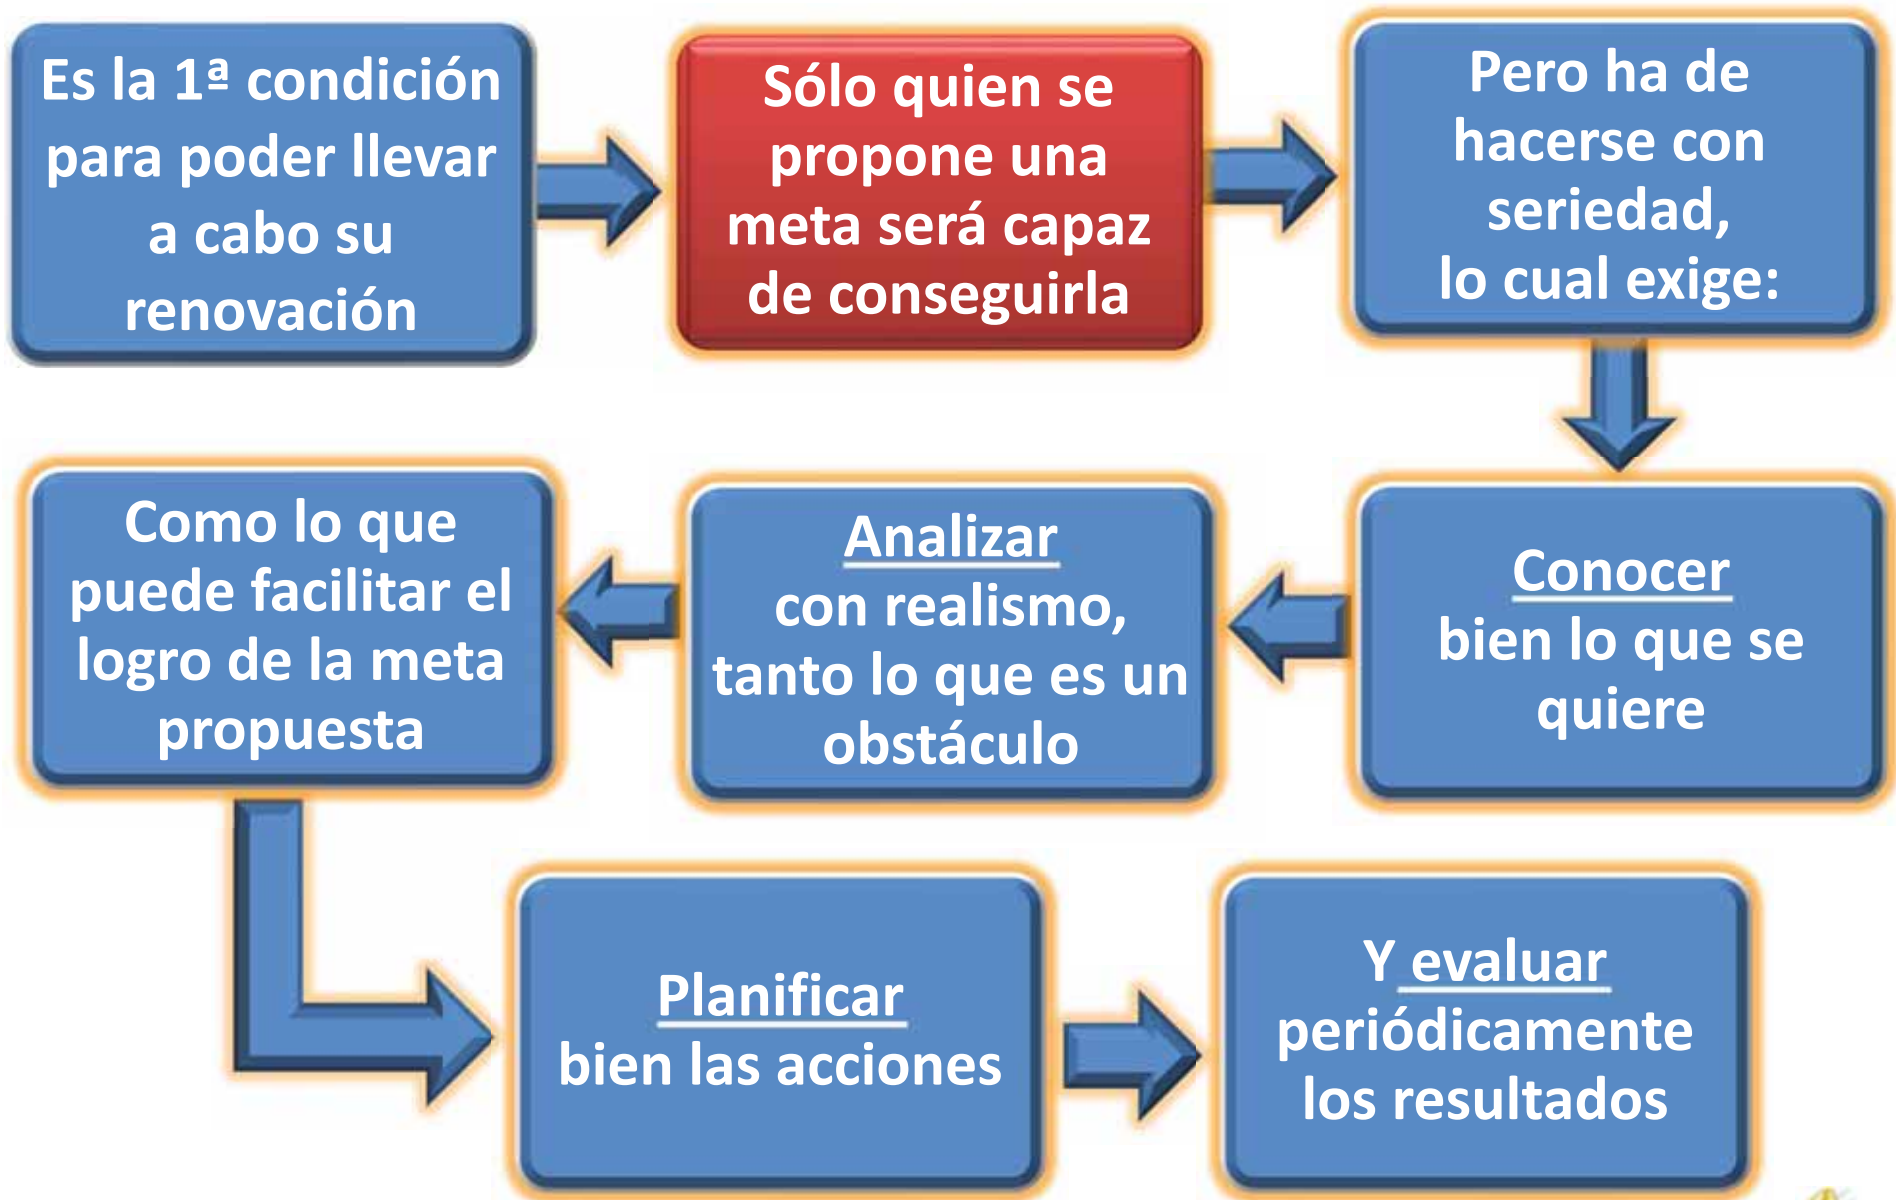 Es la 1ª condición
para poder llevar
a cabo su
renovación
Sólo quien se
propone una
meta será capaz
de conseguirla
Pero ha de
hacerse con
seriedad,
lo cual exige:
Conocer
bien lo que se
quiere
Analizar
con realismo,
tanto lo que es un
obstáculo
Como lo que
puede facilitar el
logro de la meta
propuesta
Planificar
bien las acciones
Y evaluar
periódicamente
los resultados